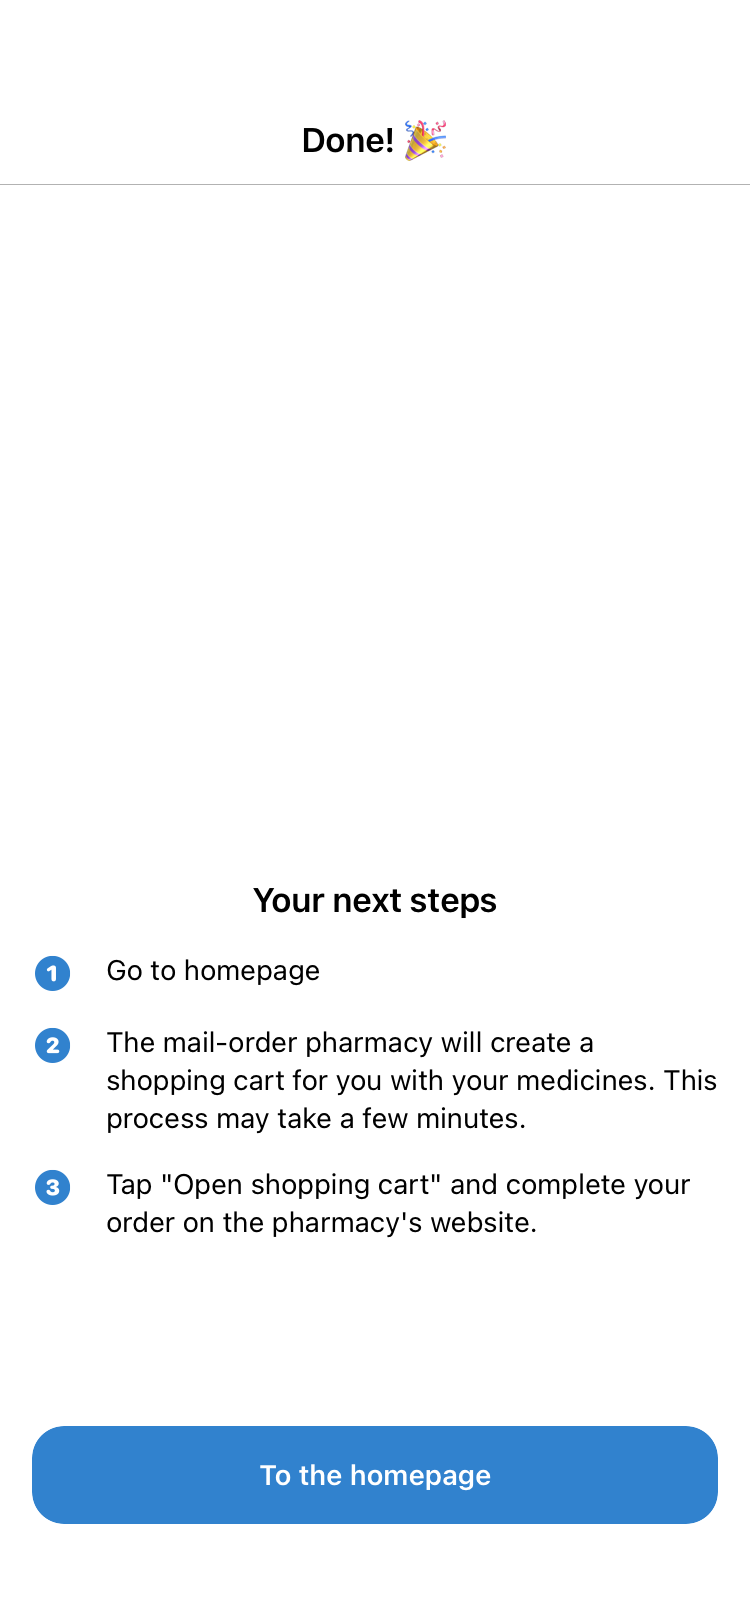 Done! 🎉
Your next steps
1 Go to homepage
2 The mail-order pharmacy will create a
shopping cart for you with your medicines. This
process may take a few minutes.
3 Tap "Open shopping cart" and complete your
order on the pharmacy's website.
To the homepage